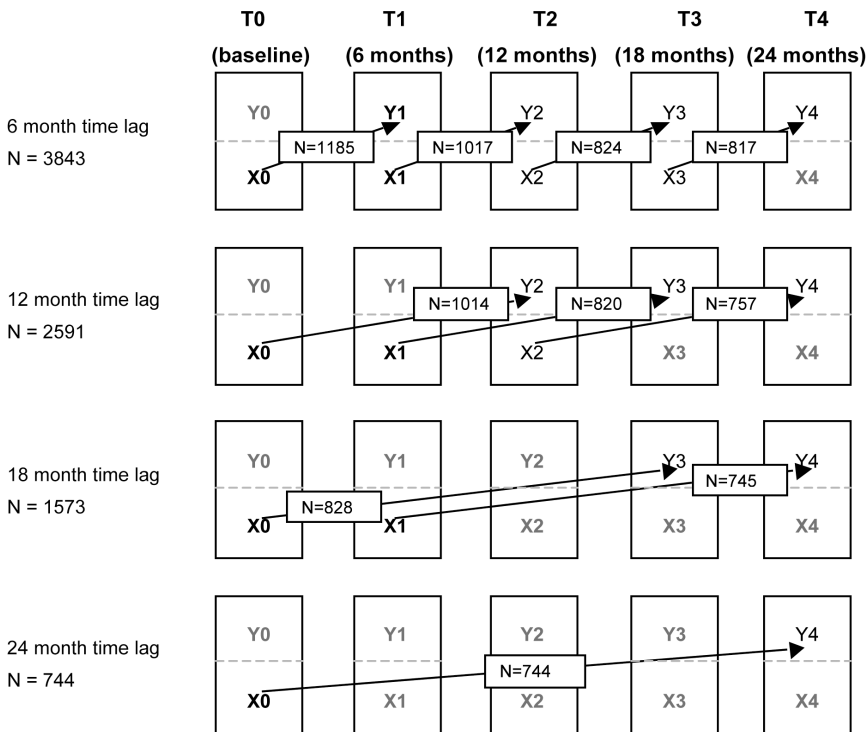 T0 T1 T2 T3 T4
(baseline) (6 months) (12 months) (18 months) (24 months)
Y0 Y1 Y2 Y3 Y4
6 month time lag
N=1185 N=1017 N=824 N=817
N = 3843
X0 X1 X2 X3 X4
Y0 Y1 Y2 Y3 Y4
12 month time lag
N=1014 N=820 N=757
N = 2591
X0 X1 X2 X3 X4
Y0 Y1 Y2 Y3 Y4
18 month time lag
N=745
N = 1573
N=828
X0 X1 X2 X3 X4
Y0 Y1 Y2 Y3 Y4
24 month time lag
N=744
N = 744
X0 X1 X2 X3 X4